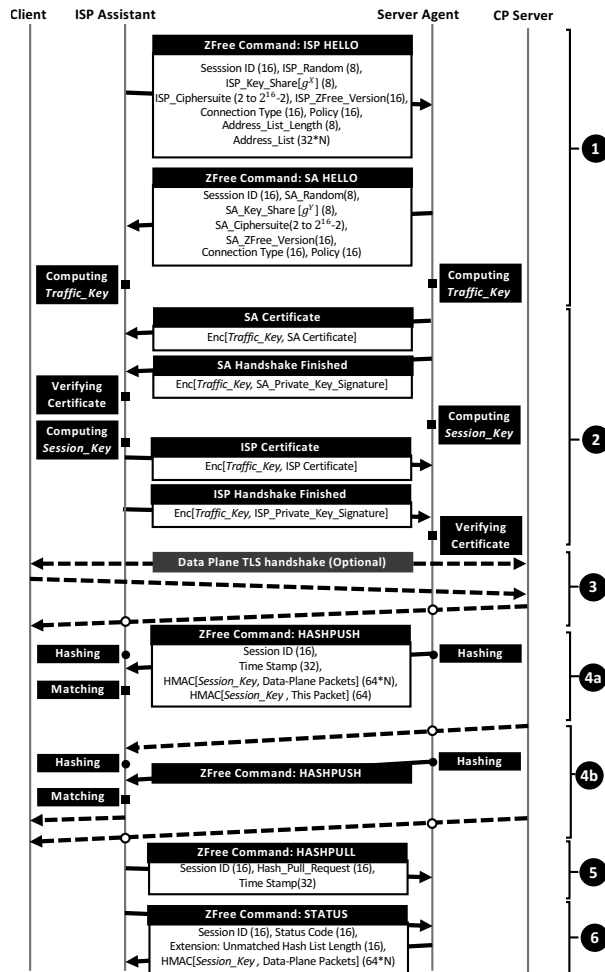 Client ISP Assistant Server Agent CP Server
ZFree Command: ISP HELLO
Sesssion ID (16), ISP_Random (8),
ISP_Key_Share[g^X] (8),
ISP_Ciphersuite (2 to 2^16-2), ISP_ZFree_Version(16),
Connection Type (16), Policy (16),
Address_List_Length (8),
Address_List (32*N)
1
ZFree Command: SA HELLO
Sesssion ID (16), SA_Random(8),
SA_Key_Share [g^Y] (8),
SA_Ciphersuite(2 to 2^16-2),
SA_ZFree_Version(16),
Connection Type (16), Policy (16)
Computing
Traffic_Key
Computing
Traffic_Key
SA Certificate
Enc[Traffic_Key, SA Certificate]
SA Handshake Finished
Enc[Traffic_Key, SA_Private_Key_Signature]
Verifying
Certificate
Computing
Session_Key
Computing
Session_Key
2
ISP Certificate
Enc[Traffic_Key, ISP Certificate]
ISP Handshake Finished
Enc[Traffic_Key, ISP_Private_Key_Signature]
Verifying
Certificate
Data Plane TLS handshake (Optional)
3
ZFree Command: HASHPUSH
Session ID (16),
Time Stamp (32),
HMAC[Session_Key, Data-Plane Packets] (64*N),
HMAC[Session_Key , This Packet] (64)
Hashing
Matching
Hashing
4a
Hashing
ZFree Command: HASHPUSH
Hashing
Matching
4b
ZFree Command: HASHPULL
Session ID (16), Hash_Pull_Request (16),
Time Stamp(32)
5
ZFree Command: STATUS
Session ID (16), Status Code (16),
Extension: Unmatched Hash List Length (16),
HMAC[Session_Key , Data-Plane Packets] (64*N)
6